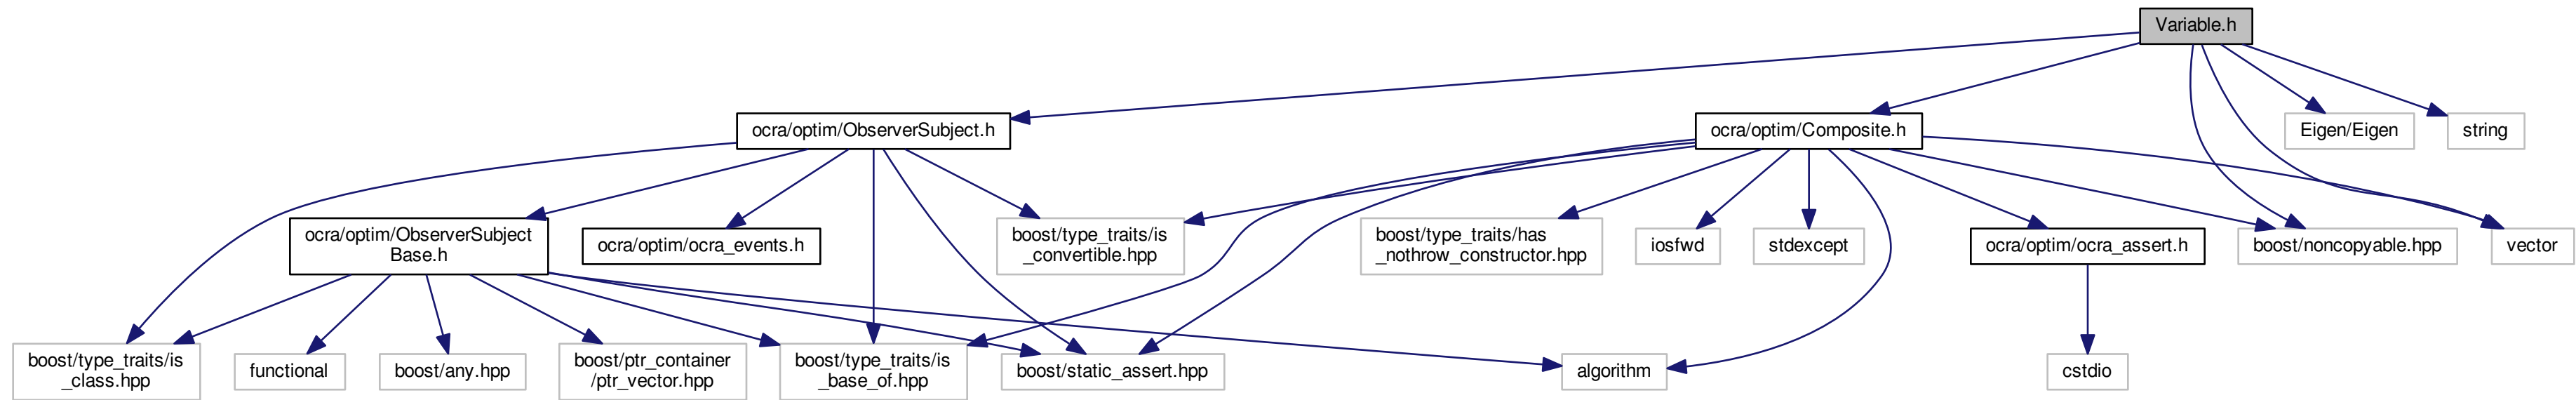 Variable.h
ocra/optim/ObserverSubject.h
ocra/optim/Composite.h
Eigen/Eigen
string
ocra/optim/ObserverSubject
Base.h
ocra/optim/ocra_events.h
boost/type_traits/is
_convertible.hpp
boost/type_traits/has
_nothrow_constructor.hpp
iosfwd
stdexcept
ocra/optim/ocra_assert.h
boost/noncopyable.hpp
vector
boost/type_traits/is
_class.hpp
functional
boost/any.hpp
boost/ptr_container
/ptr_vector.hpp
boost/type_traits/is
_base_of.hpp
boost/static_assert.hpp
algorithm
cstdio